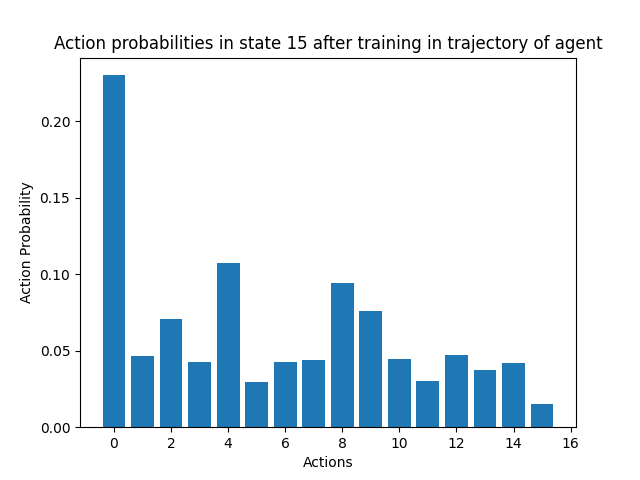 Action probabilities in state 15 after training in trajectory of agent
0.20
0.15
0.10
0.05
0.00
Action Probability
0 2 4 6 8 10 12 14 16
Actions